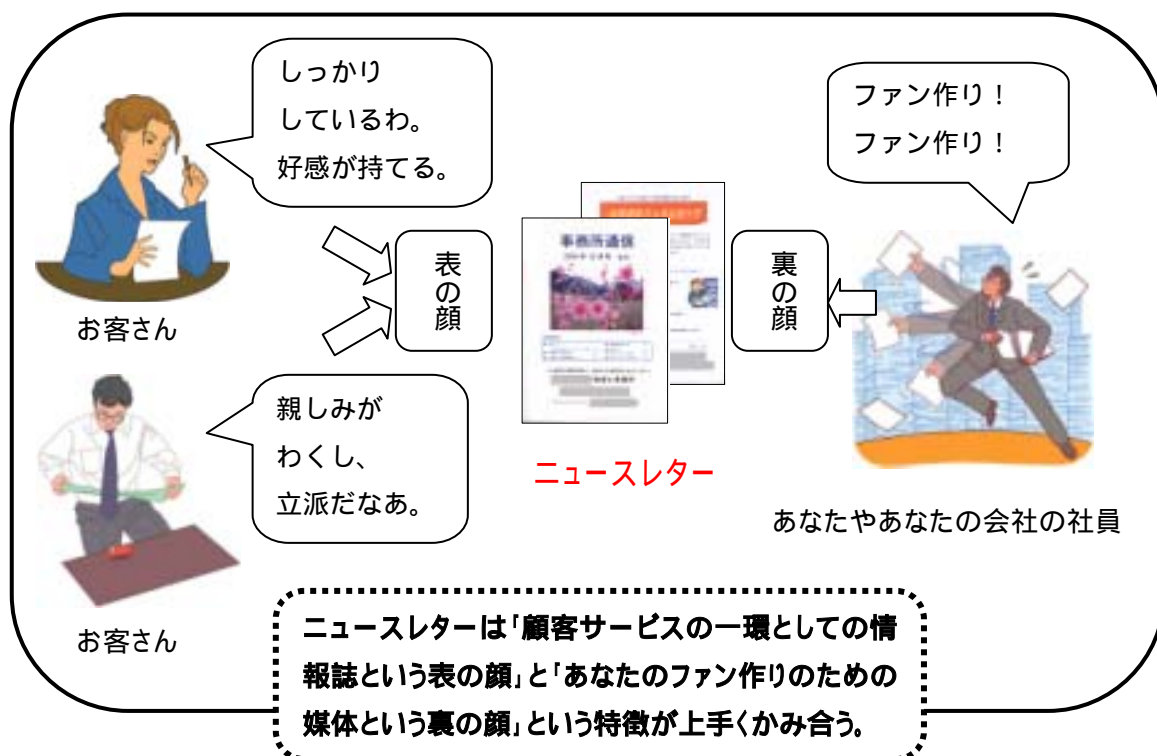 しっかり
しているわ。
好感が持てる。
ファン作り！
ファン作り！
お客さん
表の顔
事務所通信
裏の顔
親しみが
わくし、
立派だなあ。
ニュースレター
あなたやあなたの会社の社員
お客さん
ニュースレターは「顧客サービスの一環としての情
報誌という表の顔」と「あなたのファン作りのための
媒体という裏の顔」という特徴が上手くかみ合う。